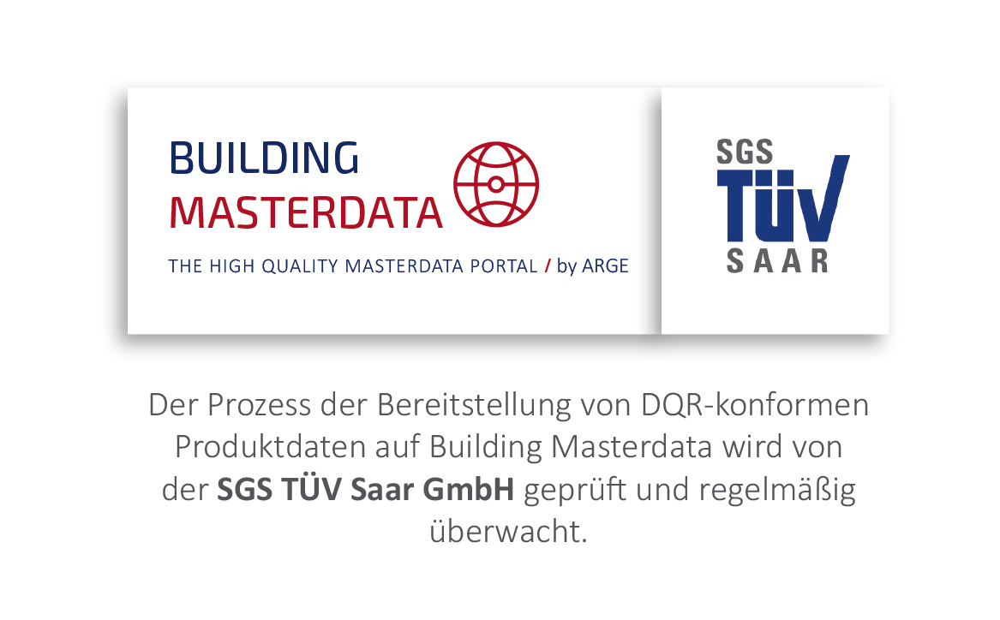 BUILDING
MASTERDATA
THE HIGH QUALITY MASTERDATA PORTAL / by ARGE
SGS
TÜV
SAAR
Der Prozess der Bereitstellung von DQR-konformen
Produktdaten auf Building Masterdata wird von
der SGS TÜV Saar GmbH geprüft und regelmäßig
überwacht.